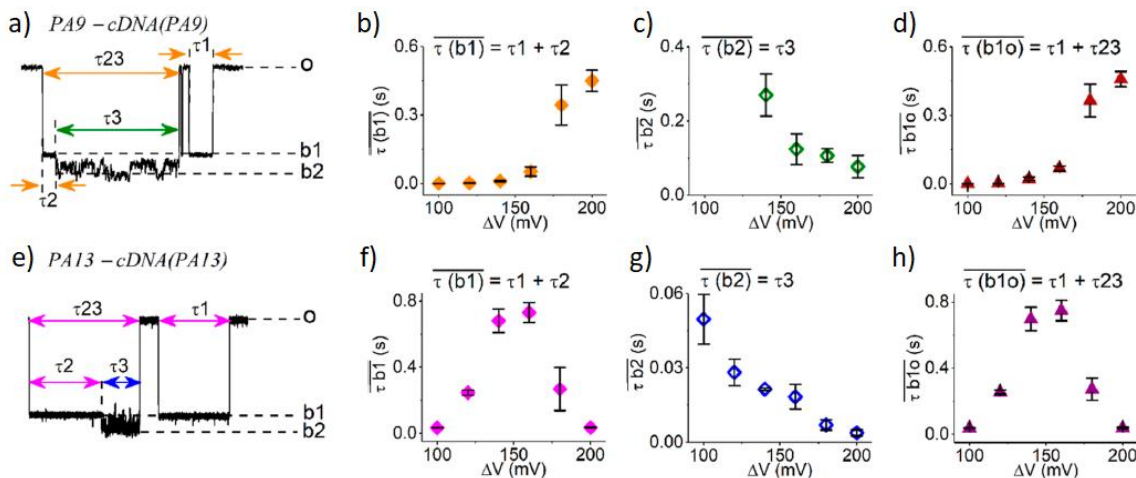 a) PA9 – cDNA(PA9)
τ1
τ23
o
τ3
b1
b2
τ2
b)
τ (b1) = τ1 + τ2
τ (b1) (s)
0.6
0.3
0.0
100 150 200
ΔV (mV)
c)
τ (b2) = τ3
τ b2 (s)
0.4
0.2
0.0
100 150 200
ΔV (mV)
d)
τ (b1o) = τ1 + τ23
τ b1o (s)
0.6
0.3
0.0
100 150 200
ΔV (mV)
e) PA13 – cDNA(PA13)
τ23 τ1
o
τ2 τ3
b1
b2
f)
τ (b1) = τ1 + τ2
τ b1 (s)
0.8
0.4
0.0
100 150 200
ΔV (mV)
g)
τ (b2) = τ3
τ b2 (s)
0.06
0.03
0.00
100 150 200
ΔV (mV)
h)
τ (b1o) = τ1 + τ23
τ b1o (s)
0.8
0.4
0.0
100 150 200
ΔV (mV)